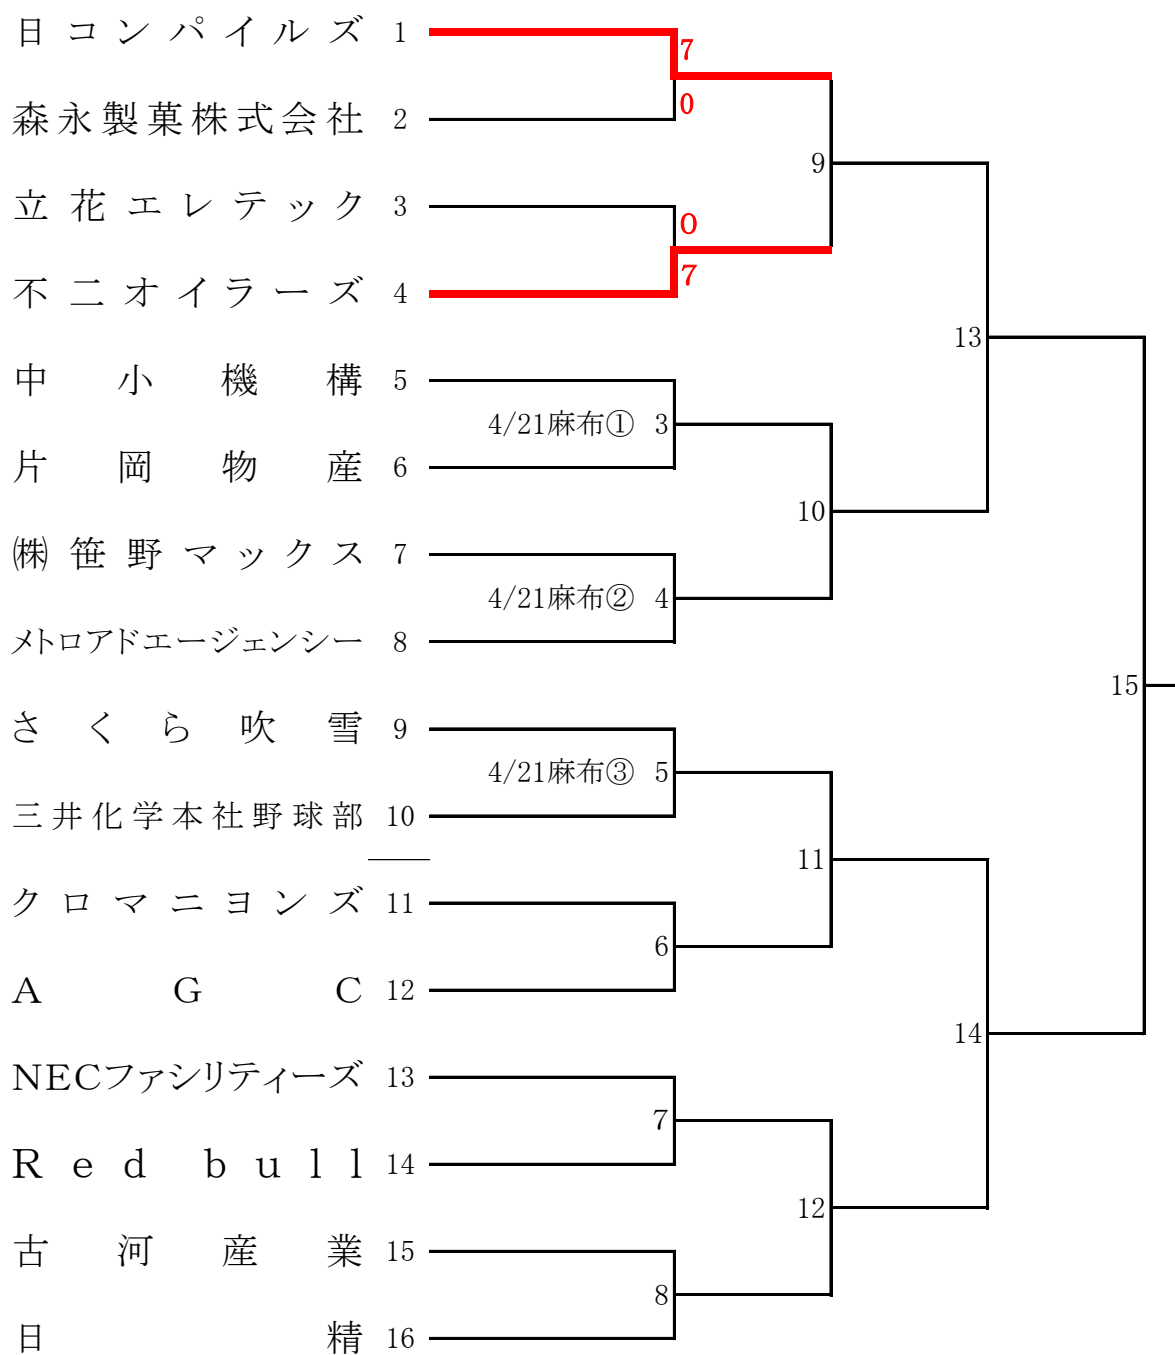 日コンパイルズ 1
7
0
森永製菓株式会社 2
9
立花エレテック 3
0
7
不二オイラーズ 4
13
中小機構 5
4/21麻布① 3
片岡物産 6
10
㈱笹野マックス 7
4/21麻布② 4
メトロアドエージェンシー 8
15
さくら吹雪 9
4/21麻布③ 5
三井化学本社野球部 10
11
クロマニヨンズ 11
6
AGC 12
14
NECファシリティーズ 13
7
Red bull 14
12
古河産業 15
8
日精 16